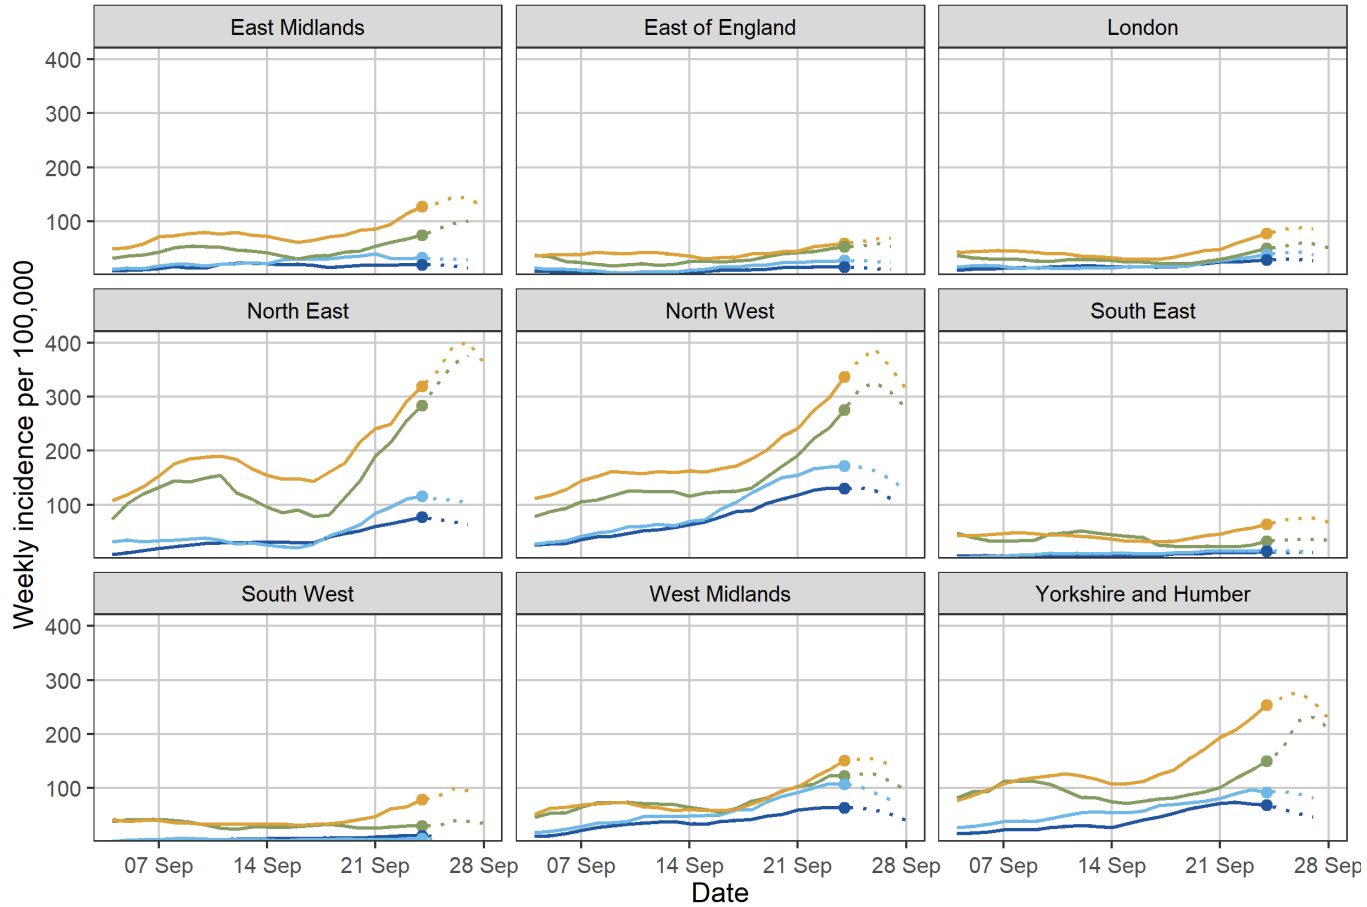 East Midlands East of England London
400
300
200
100
North East North West South East
400
300
200
100
South West West Midlands Yorkshire and Humber
400
300
200
100
07 Sep 14 Sep 21 Sep 28 Sep 07 Sep 14 Sep 21 Sep 28 Sep 07 Sep 14 Sep 21 Sep 28 Sep
Date
Weekly incidence per 100,000